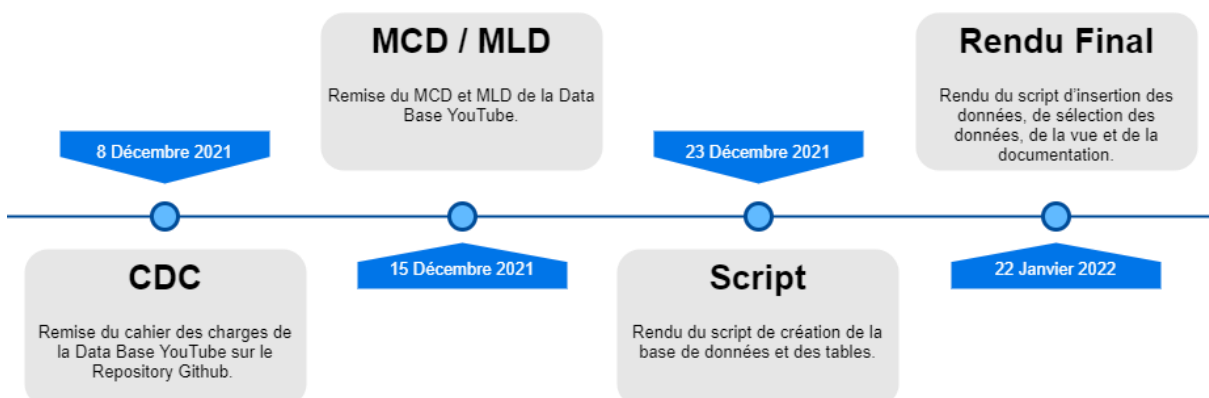 8 Décembre 2021
CDC
Remise du cahier des charges de
la Data Base YouTube sur le
Repository Github.
MCD / MLD
Remise du MCD et MLD de la Data
Base YouTube.
15 Décembre 2021
23 Décembre 2021
Script
Rendu du script de création de la
base de données et des tables.
Rendu Final
Rendu du script d’insertion des
données, de sélection des
données, de la vue et de la
documentation.
22 Janvier 2022